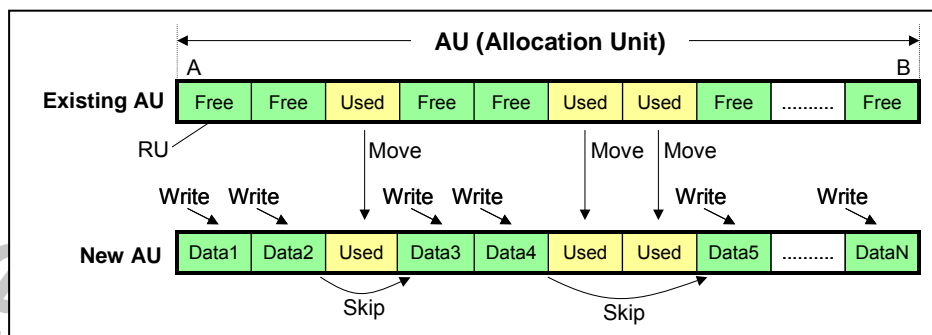 AU (Allocation Unit)
A B
Existing AU Free Free Used Free Free Used Used Free .......... Free
RU Move Move Move
Write Write Write Write Write Write
New AU Data1 Data2 Used Data3 Data4 Used Used Data5 .......... DataN
Skip Skip